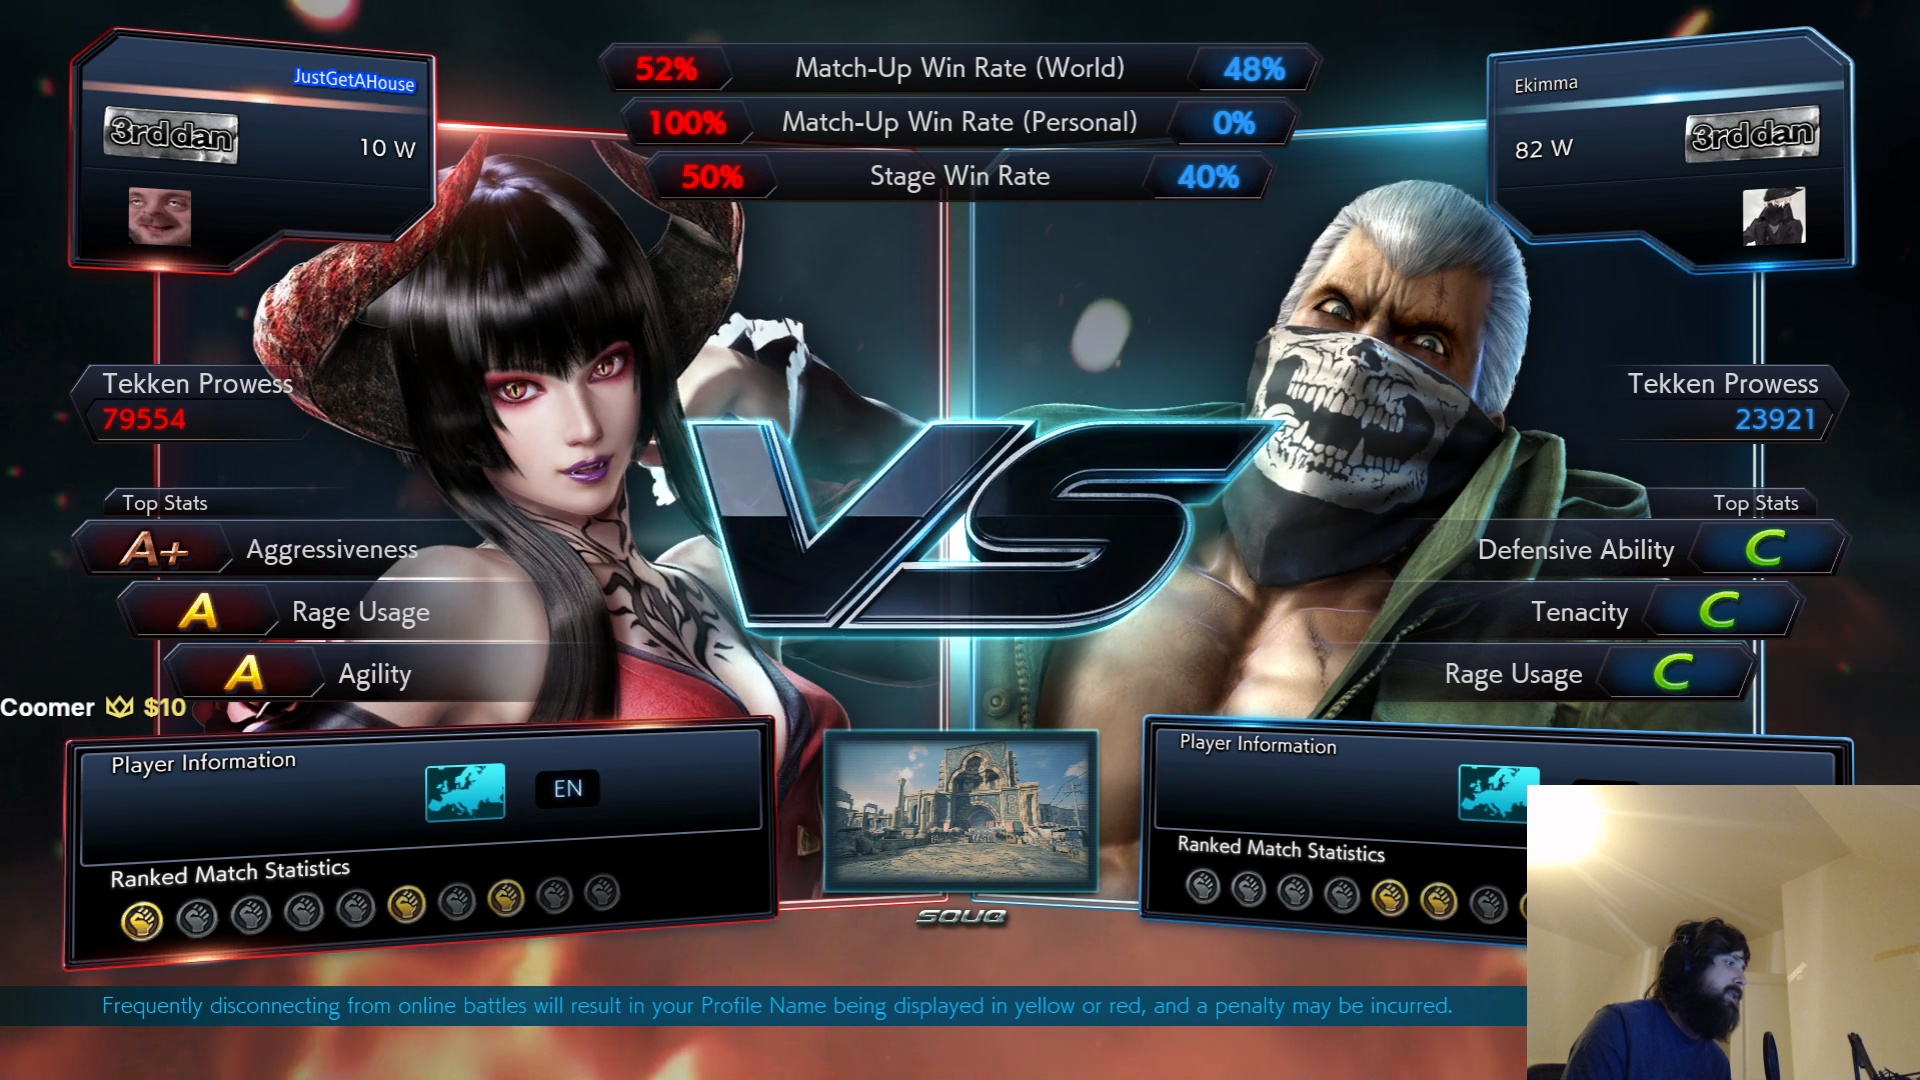 JustGetAHouse
3rd dan
10 W
52% Match-Up Win Rate (World) 48%
100% Match-Up Win Rate (Personal) 0%
50% Stage Win Rate 40%
Ekimma
82 W
3rd dan
Tekken Prowess
79554
Top Stats
A+ Aggressiveness
A Rage Usage
A Agility
VS
Tekken Prowess
23921
Top Stats
Defensive Ability C
Tenacity C
Rage Usage C
Coomer $10
Player Information
EN
Ranked Match Statistics
SOUQ
Player Information
Ranked Match Statistics
Frequently disconnecting from online battles will result in your Profile Name being displayed in yellow or red, and a penalty may be incurred.